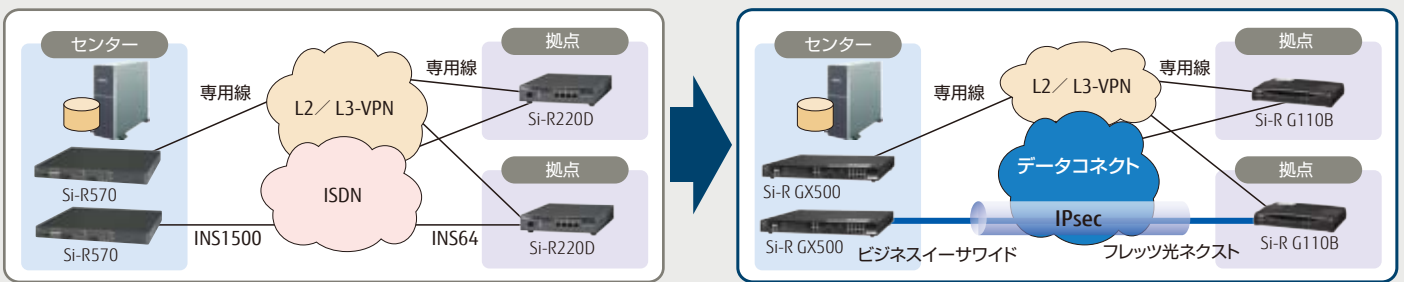 センター
拠点
専用線
専用線
L2／L3-VPN
Si-R220D
拠点
Si-R570
ISDN
INS1500
INS64
Si-R570
Si-R220D
センター
拠点
専用線
専用線
L2／L3-VPN
Si-R G110B
データコネクト
拠点
Si-R GX500
IPsec
Si-R GX500
ビジネスイーサワイド
フレッツ光ネクスト
Si-R G110B